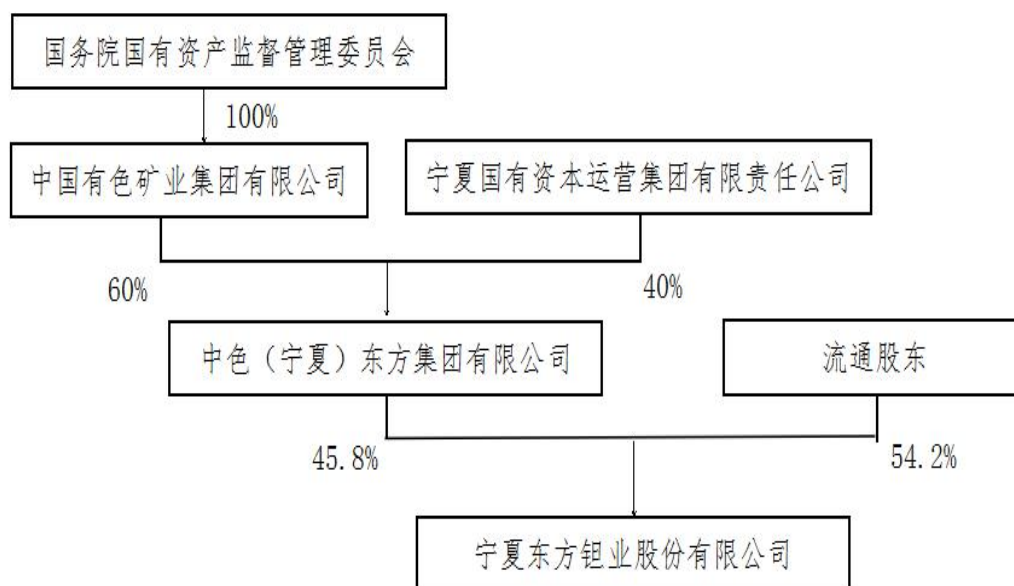 国务院国有资产监督管理委员会
100%
中国有色矿业集团有限公司
宁夏国有资本运营集团有限责任公司
60%
40%
中色（宁夏）东方集团有限公司
流通股东
45.8%
54.2%
宁夏东方钽业股份有限公司